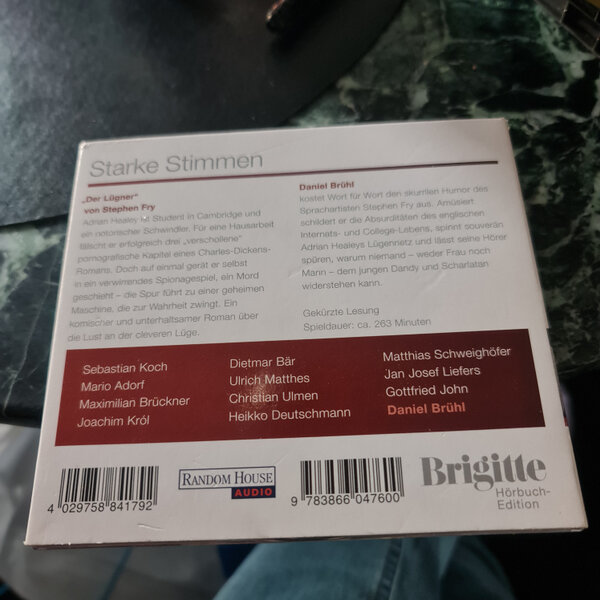 Starke Stimmen
„Der Lügner"
von Stephen Fry
Adrian Healey ist Student in Cambridge und
ein notorischer Schwindler. Für eine Hausarbeit
fälscht er erfolgreich drei „verschollene"
pornografische Kapitel eines Charles-Dickens-
Romans. Doch auf einmal gerät er selbst
in ein verwirrendes Spionagespiel, ein Mord
geschieht – die Spur führt zu einer geheimen
Maschine, die zur Wahrheit zwingt. Ein
komischer und unterhaltsamer Roman über
die Lust an der cleveren Lüge.
Daniel Brühl
kostet Wort für Wort den skurrilen Humor des
Sprachartisten Stephen Fry aus. Amüsiert
schildert er die Absurditäten des englischen
Internats- und College-Lebens, spinnt souverän
Adrian Healeys Lügennetz und lässt seine Hörer
spüren, warum niemand – weder Frau noch
Mann – dem jungen Dandy und Scharlatan
widerstehen kann.
Gekürzte Lesung
Spieldauer: ca. 263 Minuten
Sebastian Koch
Mario Adorf
Maximilian Brückner
Joachim Król
Dietmar Bär
Ulrich Matthes
Christian Ulmen
Heikko Deutschmann
Matthias Schweighöfer
Jan Josef Liefers
Gottfried John
Daniel Brühl
4 029758 841792
RANDOM HOUSE
AUDIO
9 783866 047600
Brigitte
Hörbuch-
Edition